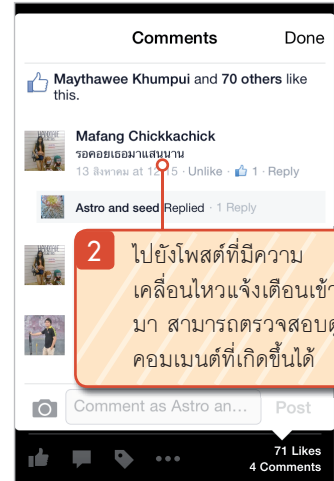 Comments Done
Maythawee Khumpui and 70 others like
this.
Mafang Chickkachick
รอคอยเธอมาแสนนาน
13 สิงหาคม at 12:15 · Unlike · 1 · Reply
Astro and seed Replied · 1 Reply
2 ไปยังโพสต์ที่มีความ
เคลื่อนไหวแจ้งเตือนเข้า
มา สามารถตรวจสอบดู
คอมเมนต์ที่เกิดขึ้นได้
Comment as Astro an... Post
71 Likes
4 Comments